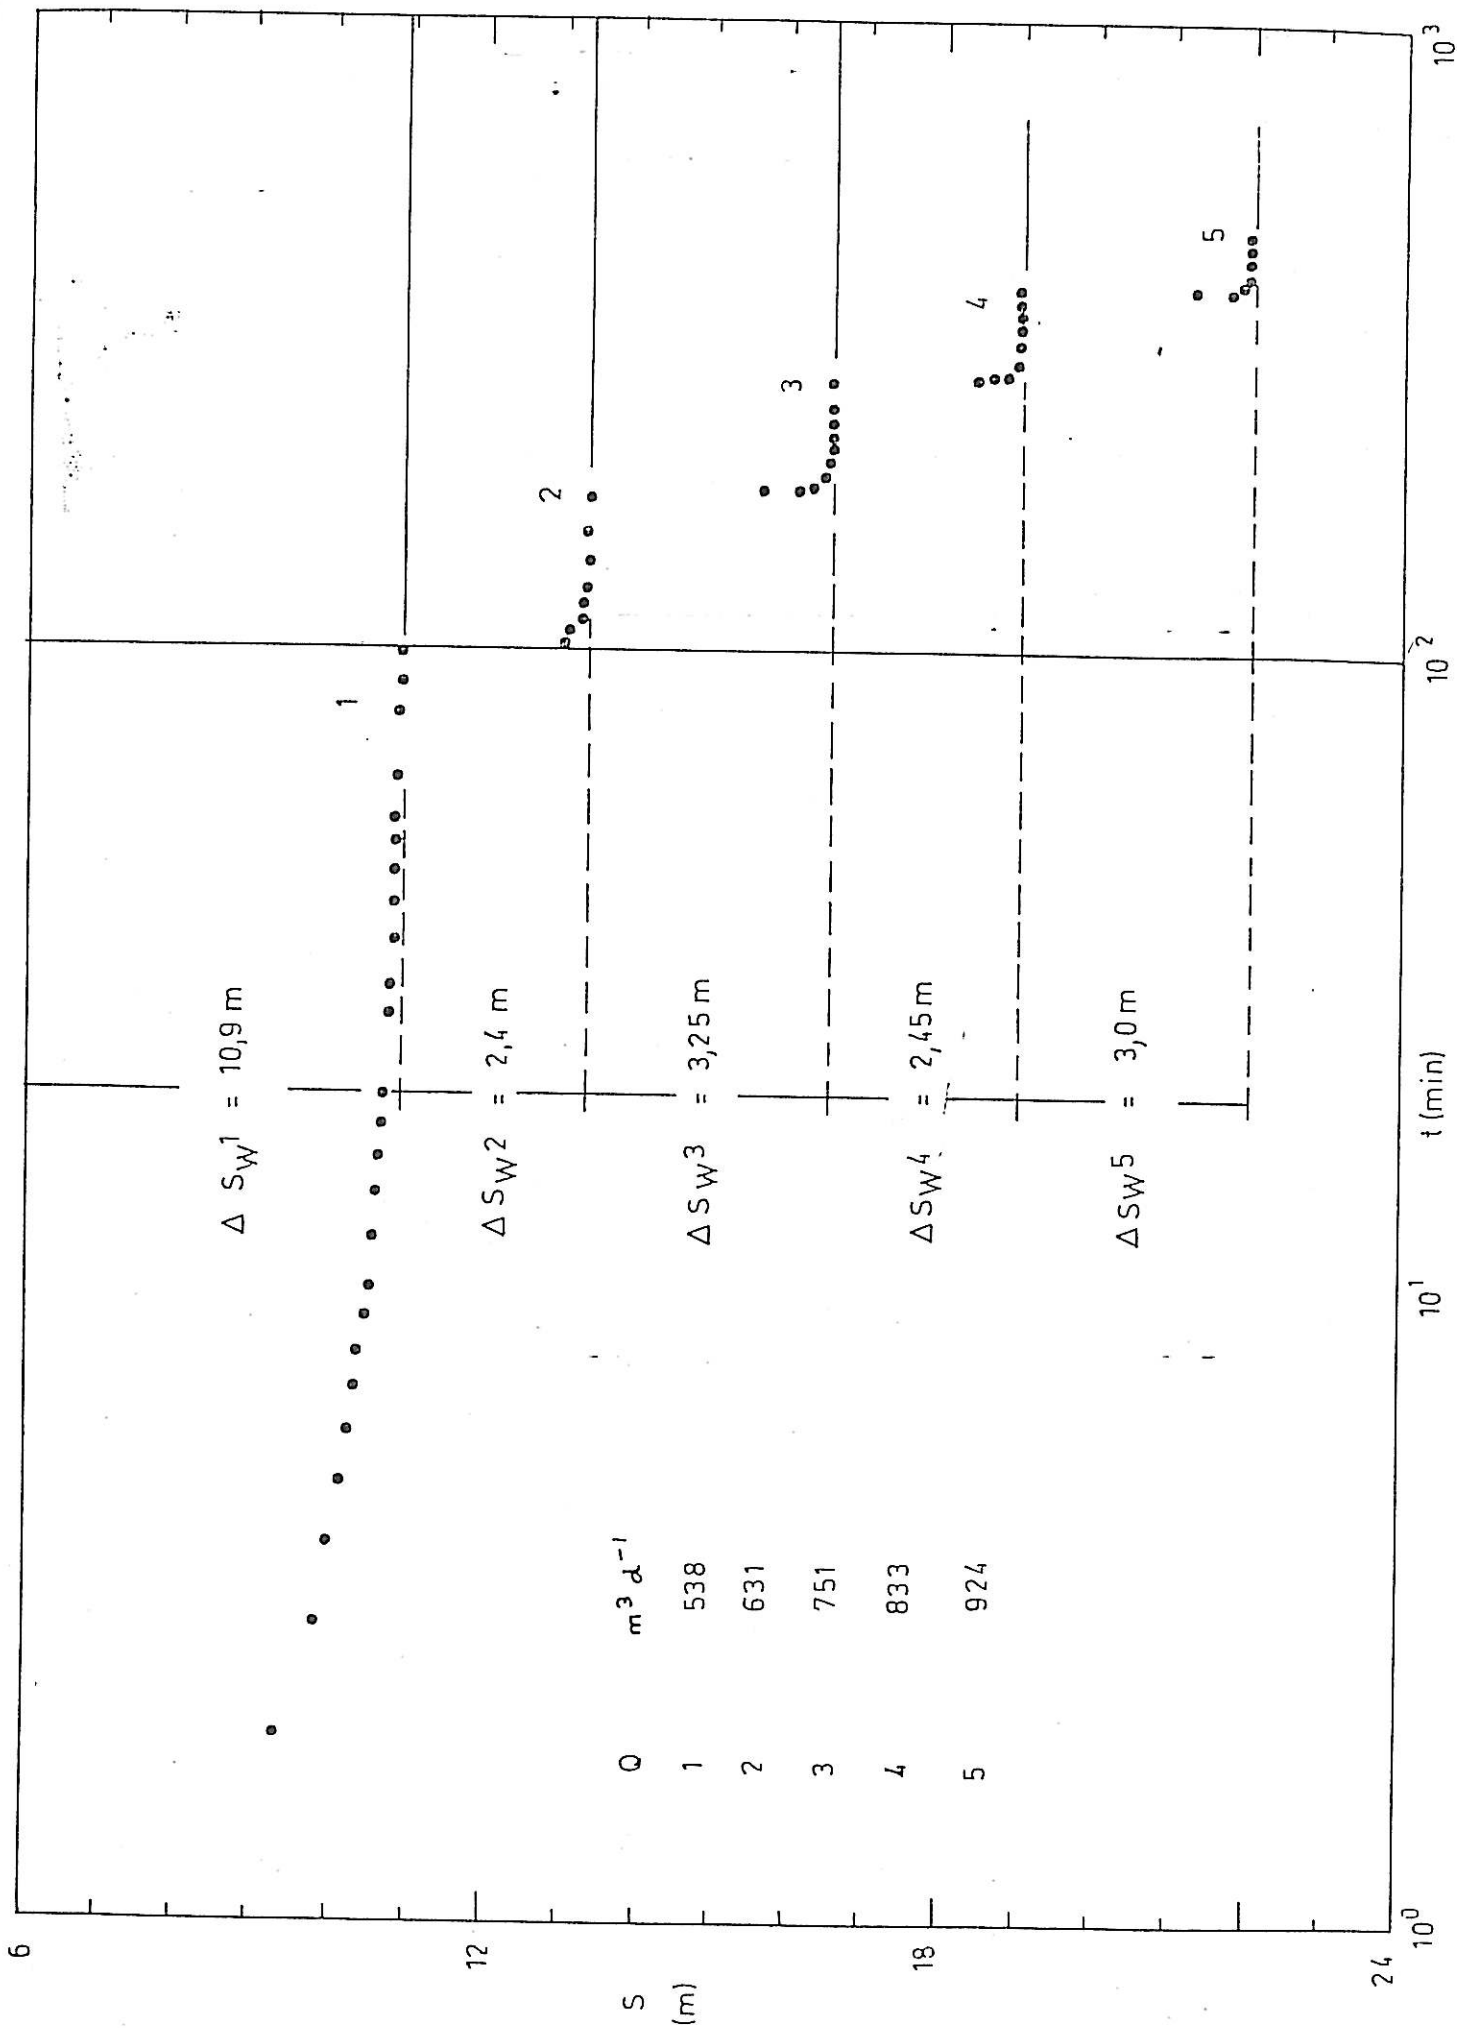 6
12
18
24
S
(m)
10⁰
10¹
10²
10³
t (min)
1
2
3
4
5
Δ Sw1 = 10,9 m
Δ Sw2 = 2,4 m
Δ Sw3 = 3,25 m
Δ Sw4 = 2,45 m
Δ Sw5 = 3,0 m
Q m³ d⁻¹
1 538
2 631
3 751
4 833
5 924